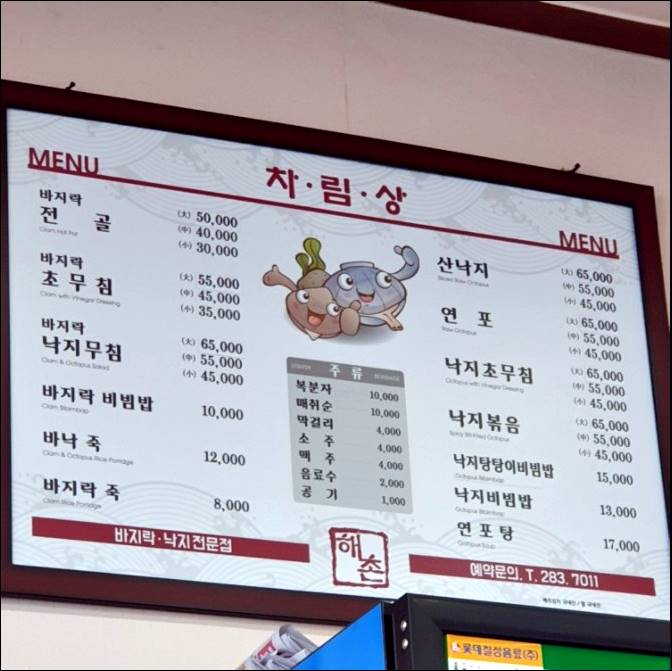 MENU
차·림·상
MENU
바지락
전 골
Clam Hot Pot
(大) 50,000
(中) 40,000
(小) 30,000
바지락
초무침
Clam with Vinegar Dressing
(大) 55,000
(中) 45,000
(小) 35,000
바지락
낙지무침
Clam & Octopus Salad
(大) 65,000
(中) 55,000
(小) 45,000
바지락 비빔밥
Clam Bibimbap
10,000
바낙 죽
Clam & Octopus Rice Porridge
12,000
바지락 죽
Clam Rice Porridge
8,000
바지락·낙지전문점
주 류
BEVERAGE
복분자 10,000
매취순 10,000
막걸리 4,000
소 주 4,000
맥 주 4,000
음료수 2,000
공 기 1,000
해손
산낙지
(大) 65,000
(中) 55,000
(小) 45,000
연 포
(大) 65,000
(中) 55,000
(小) 45,000
낙지초무침
Octopus with Vinegar Dressing
(大) 65,000
(中) 55,000
(小) 45,000
낙지볶음
Spicy Stir-fried Octopus
(大) 65,000
(中) 55,000
(小) 45,000
낙지탕탕이비빔밥
Octopus Bibimbap
15,000
낙지비빔밥
Octopus Bibimbap
13,000
연포탕
Octopus Soup
17,000
예약문의. T. 283. 7011
롯데칠성음료(주)